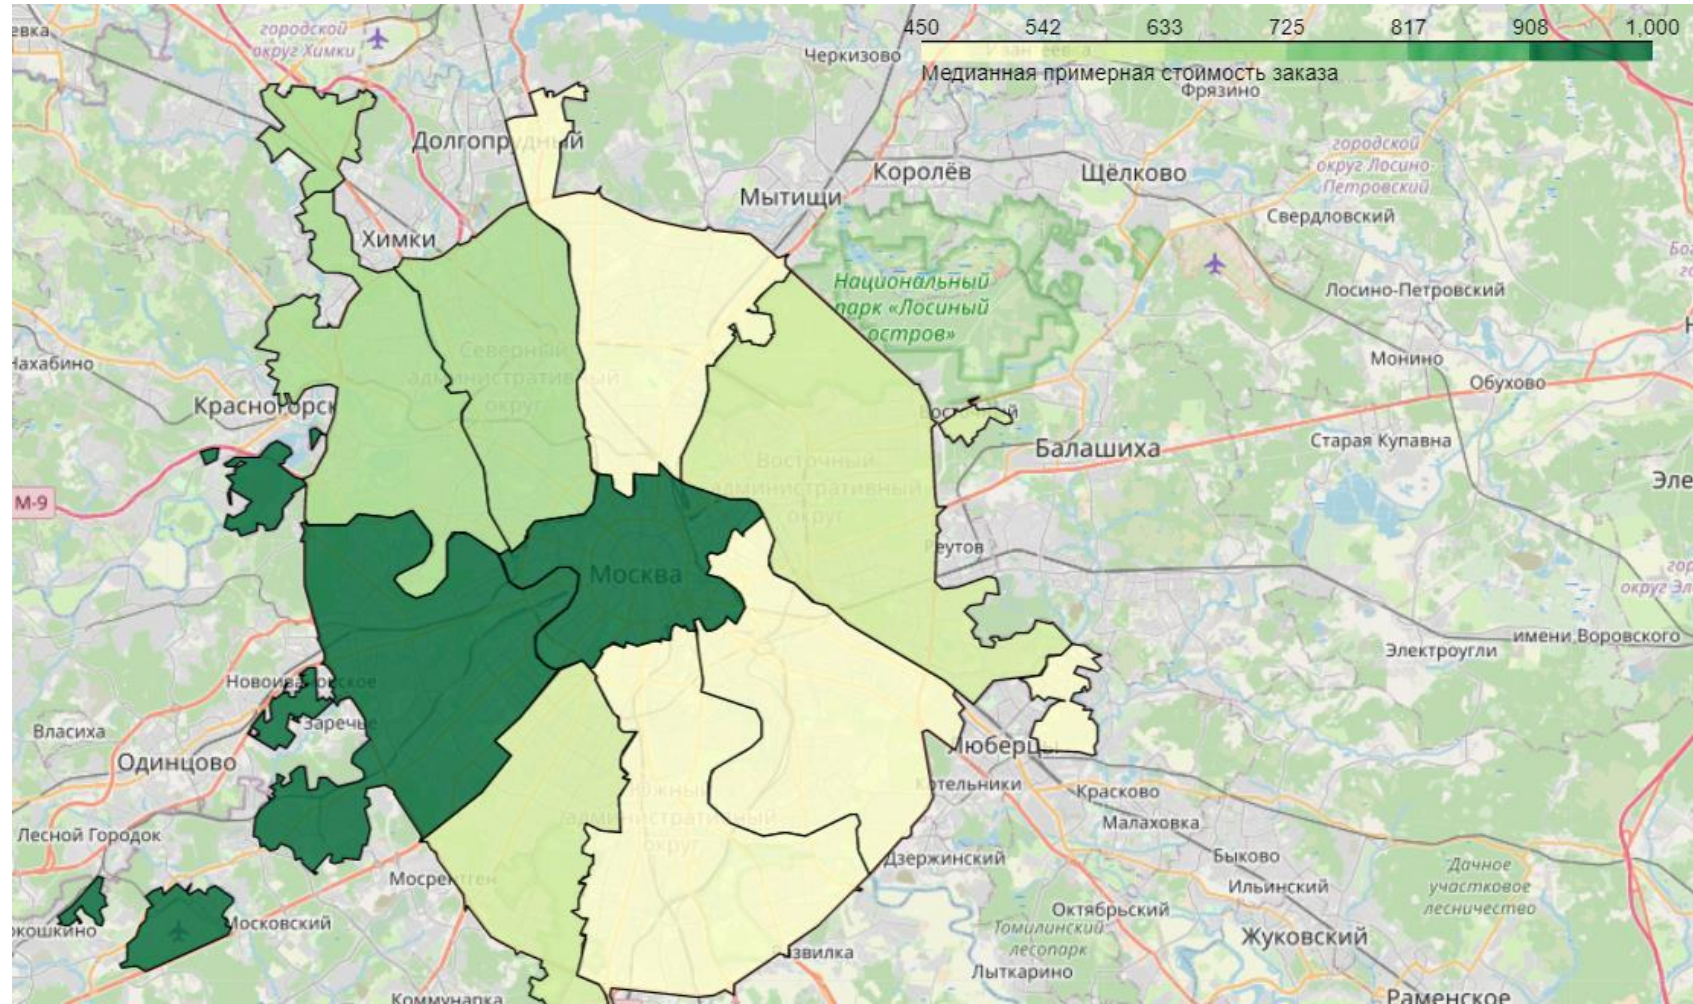 450 542 633 725 817 908 1,000
Медианная примерная стоимость заказа
городской
округ Химки
Черкизово
Фрязино
Долгопрудный
Королёв
Щёлково
городской
округ Лосино-
Петровский
Мытищи
Свердловский
Химки
Национальный
парк «Лосиный
остров»
Лосино-Петровский
Северный
административный
округ
Нахабино
Монино
Обухово
Красногорск
Восточный
Балашиха
Старая Купавна
Восточный
административный
округ
М-9
Реутов
Москва
имени Воровского
Электроугли
Новоивановское
Заречье
Власиха
Одинцово
Люберцы
Котельники
Красково
Южный
административный
округ
Малаховка
Лесной Городок
Дзержинский
Быково
Дачное
участковое
лесничество
Мосрентген
Ильинский
Московский
Октябрьский
Томилинский
лесопарк
окошкино
Жуковский
Развилка
Лыткарино
Коммунарка
Раменское